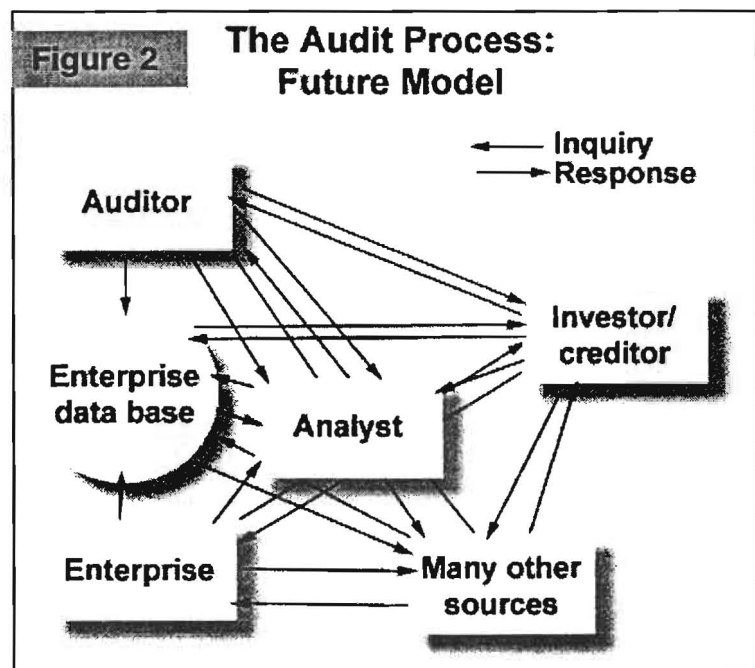 Figure 2
The Audit Process:
Future Model
Inquiry
Response
Auditor
Investor/
creditor
Enterprise
data base
Analyst
Enterprise
Many other
sources